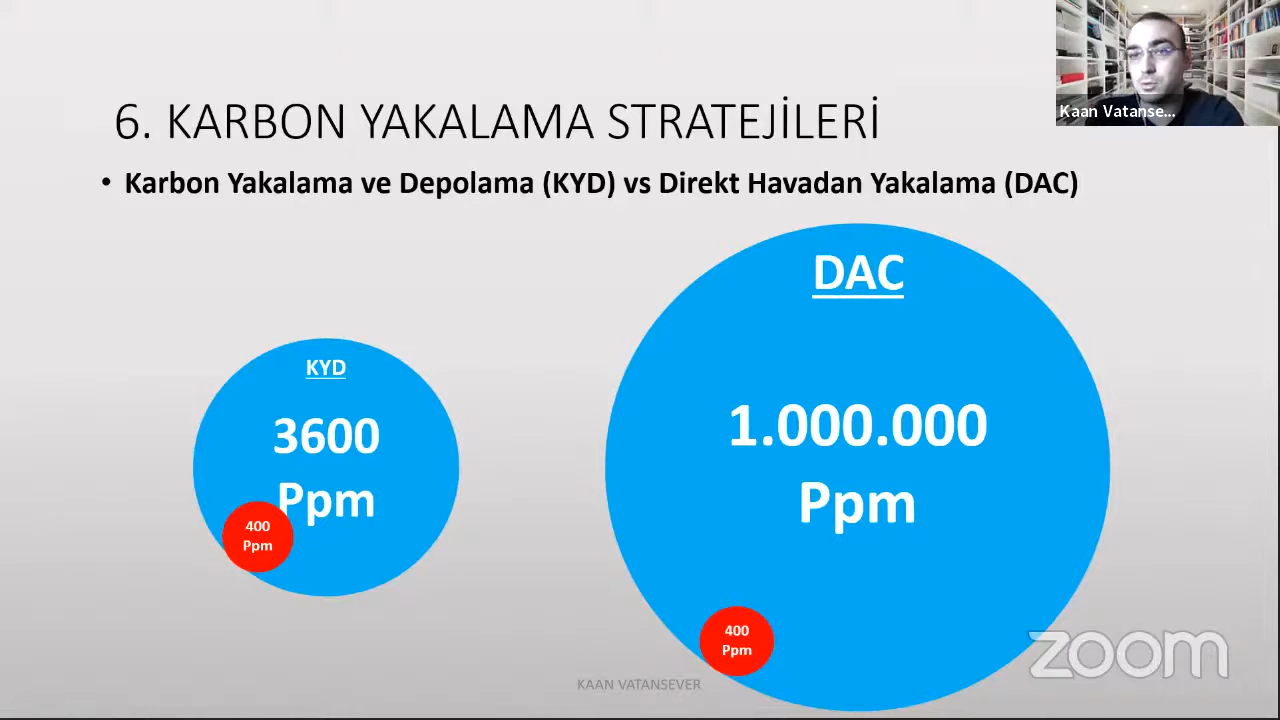 Kaan Vatanse...
6. KARBON YAKALAMA STRATEJİLERİ
• Karbon Yakalama ve Depolama (KYD) vs Direkt Havadan Yakalama (DAC)
KYD
3600
Ppm
400
Ppm
DAC
1.000.000
Ppm
400
Ppm
KAAN VATANSEVER
zoom